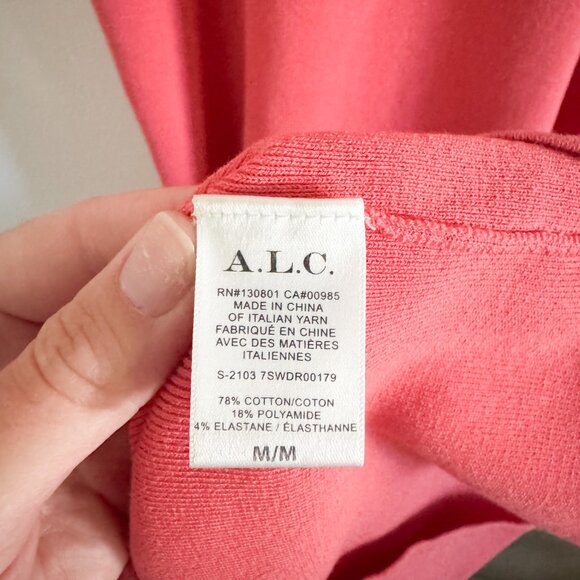 A.L.C.
RN#130801 CA#00985
MADE IN CHINA
OF ITALIAN YARN
FABRIQUÉ EN CHINE
AVEC DES MATIÈRES
ITALIENNES
S-2103 7SWDR00179
78% COTTON/COTON
18% POLYAMIDE
4% ELASTANE / ÉLASTHANNE
M/M